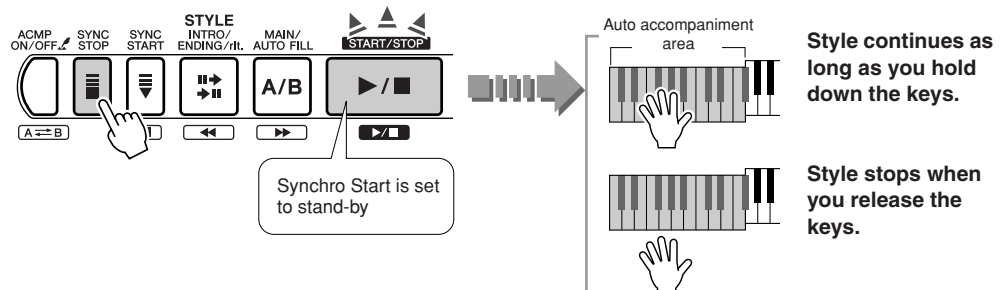 STYLE
ACMP ON/OFF
SYNC STOP
SYNC START
INTRO/ ENDING/rit.
MAIN/ AUTO FILL
START/STOP
A/B
A B
Synchro Start is set
to stand-by
Auto accompaniment
area
Style continues as
long as you hold
down the keys.
Style stops when
you release the
keys.